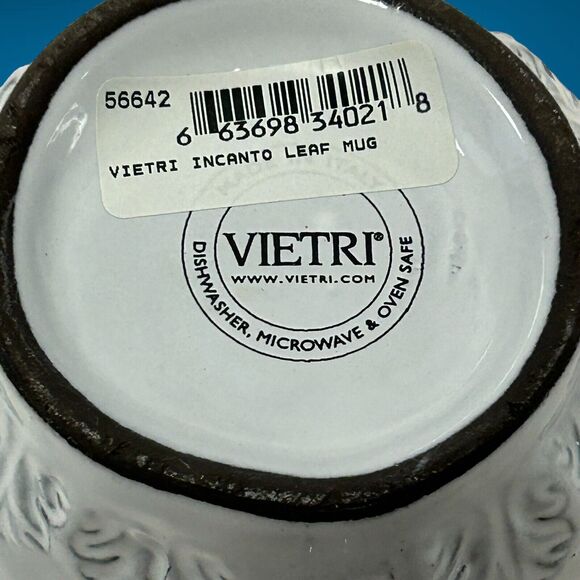 56642
6 63698 34021 8
VIETRI INCANTO LEAF MUG
VIETRI®
WWW.VIETRI.COM
DISHWASHER, MICROWAVE & OVEN SAFE